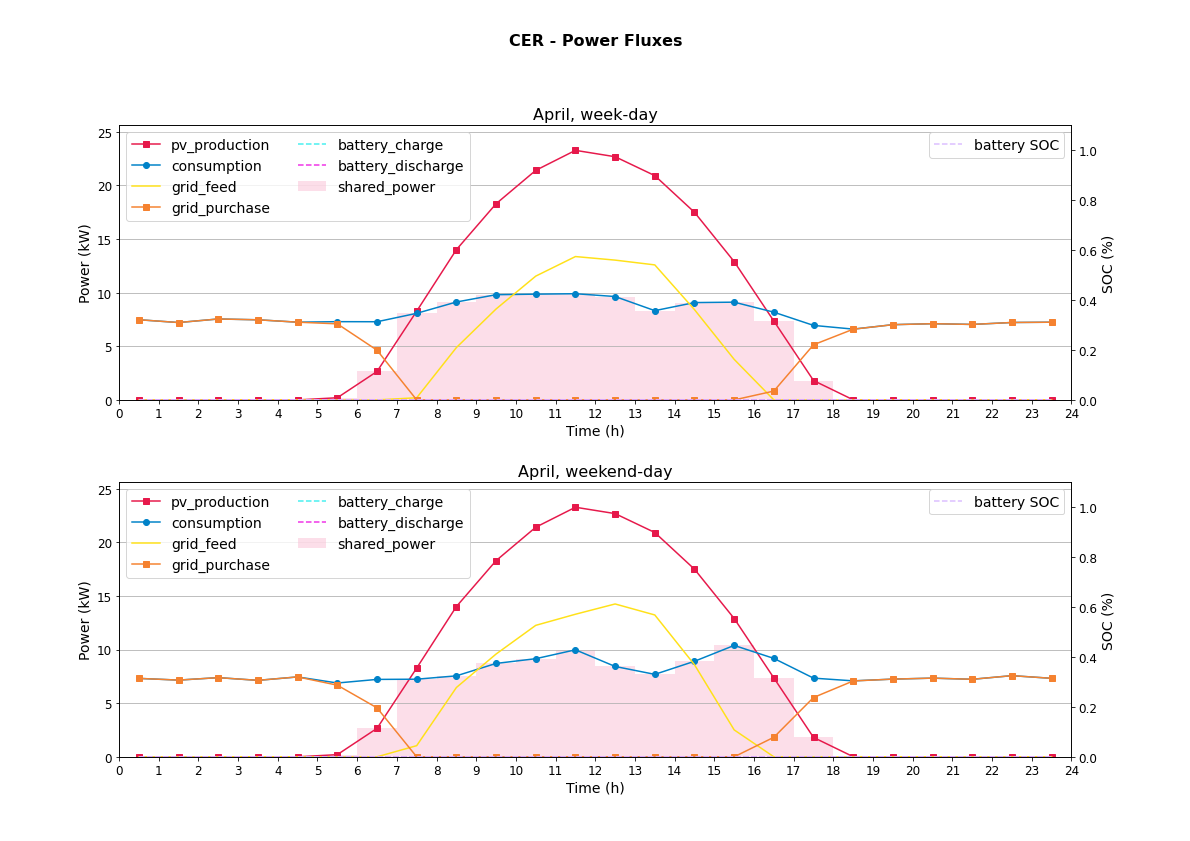 CER - Power Fluxes
April, week-day
pv_production
consumption
grid_feed
grid_purchase
battery_charge
battery_discharge
shared_power
battery SOC
Power (kW)
25
20
15
10
5
0
SOC (%)
1.0
0.8
0.6
0.4
0.2
0.0
0 1 2 3 4 5 6 7 8 9 10 11 12 13 14 15 16 17 18 19 20 21 22 23 24
Time (h)
April, weekend-day
pv_production
consumption
grid_feed
grid_purchase
battery_charge
battery_discharge
shared_power
battery SOC
Power (kW)
25
20
15
10
5
0
SOC (%)
1.0
0.8
0.6
0.4
0.2
0.0
0 1 2 3 4 5 6 7 8 9 10 11 12 13 14 15 16 17 18 19 20 21 22 23 24
Time (h)